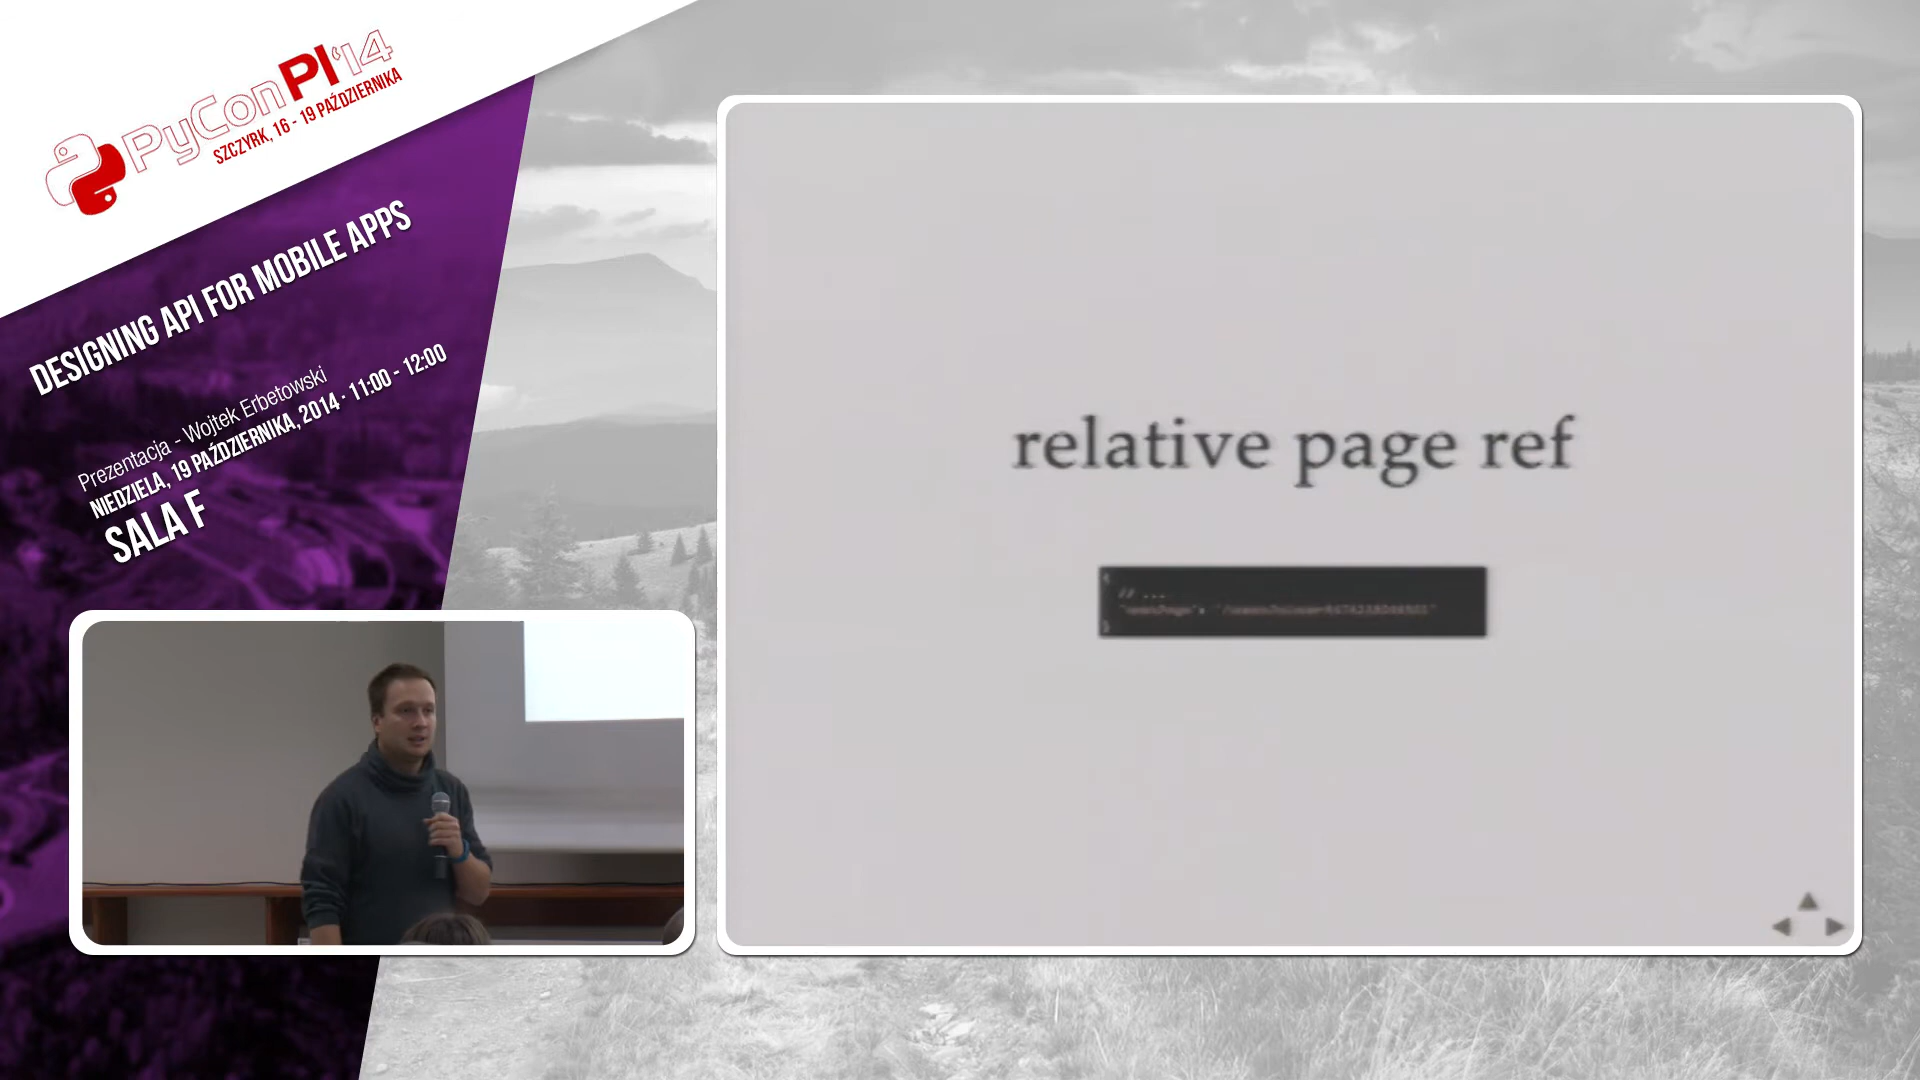 PyConPl'14
SZCZYRK, 16 - 19 PAŹDZIERNIKA
DESIGNING API FOR MOBILE APPS
Prezentacja - Wojtek Erbetowski
NIEDZIELA, 19 PAŹDZIERNIKA, 2014 · 11:00 - 12:00
SALA F
relative page ref
{
// ...
}